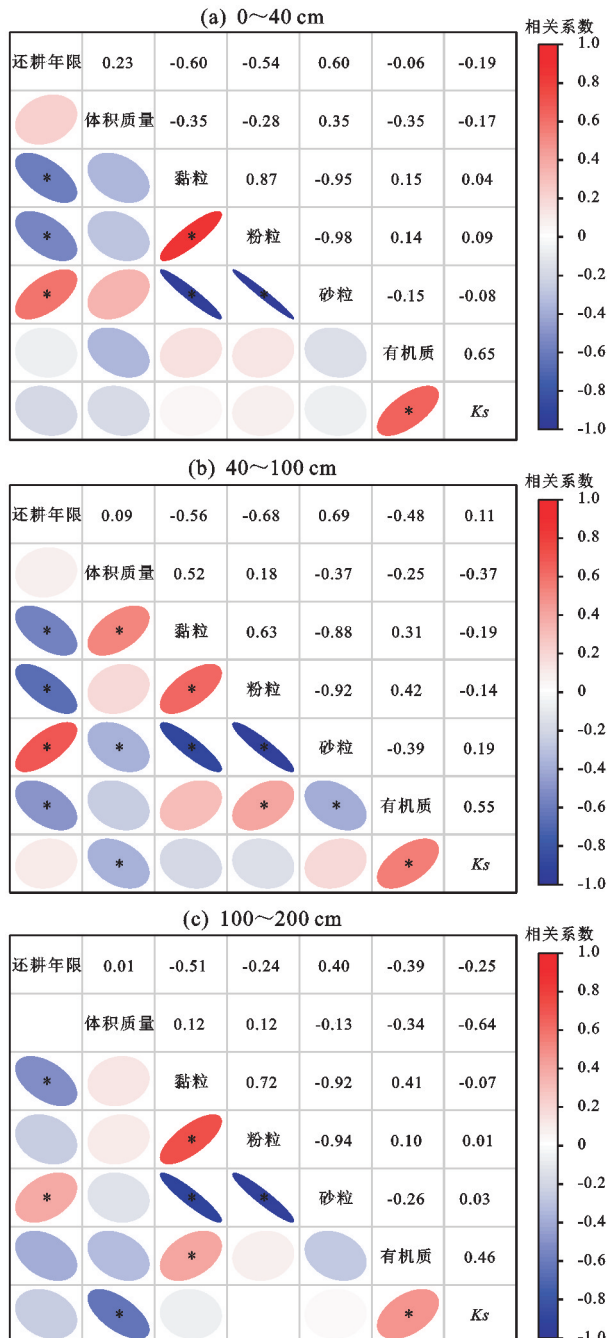 (a) 0～40 cm
相关系数
还耕年限 0.23 -0.60 -0.54 0.60 -0.06 -0.19
体积质量 -0.35 -0.28 0.35 -0.35 -0.17
* 黏粒 0.87 -0.95 0.15 0.04
* * 粉粒 -0.98 0.14 0.09
* * * 砂粒 -0.15 -0.08
有机质 0.65
* Ks
1.0
0.8
0.6
0.4
0.2
0
-0.2
-0.4
-0.6
-0.8
-1.0
(b) 40～100 cm
相关系数
还耕年限 0.09 -0.56 -0.68 0.69 -0.48 0.11
体积质量 0.52 0.18 -0.37 -0.25 -0.37
* * 黏粒 0.63 -0.88 0.31 -0.19
* * 粉粒 -0.92 0.42 -0.14
* * * * 砂粒 -0.39 0.19
* * * 有机质 0.55
* * Ks
1.0
0.8
0.6
0.4
0.2
0
-0.2
-0.4
-0.6
-0.8
-1.0
(c) 100～200 cm
相关系数
还耕年限 0.01 -0.51 -0.24 0.40 -0.39 -0.25
体积质量 0.12 0.12 -0.13 -0.34 -0.64
* 黏粒 0.72 -0.92 0.41 -0.07
* 粉粒 -0.94 0.10 0.01
* * * 砂粒 -0.26 0.03
* 有机质 0.46
* * Ks
1.0
0.8
0.6
0.4
0.2
0
-0.2
-0.4
-0.6
-0.8
-1.0